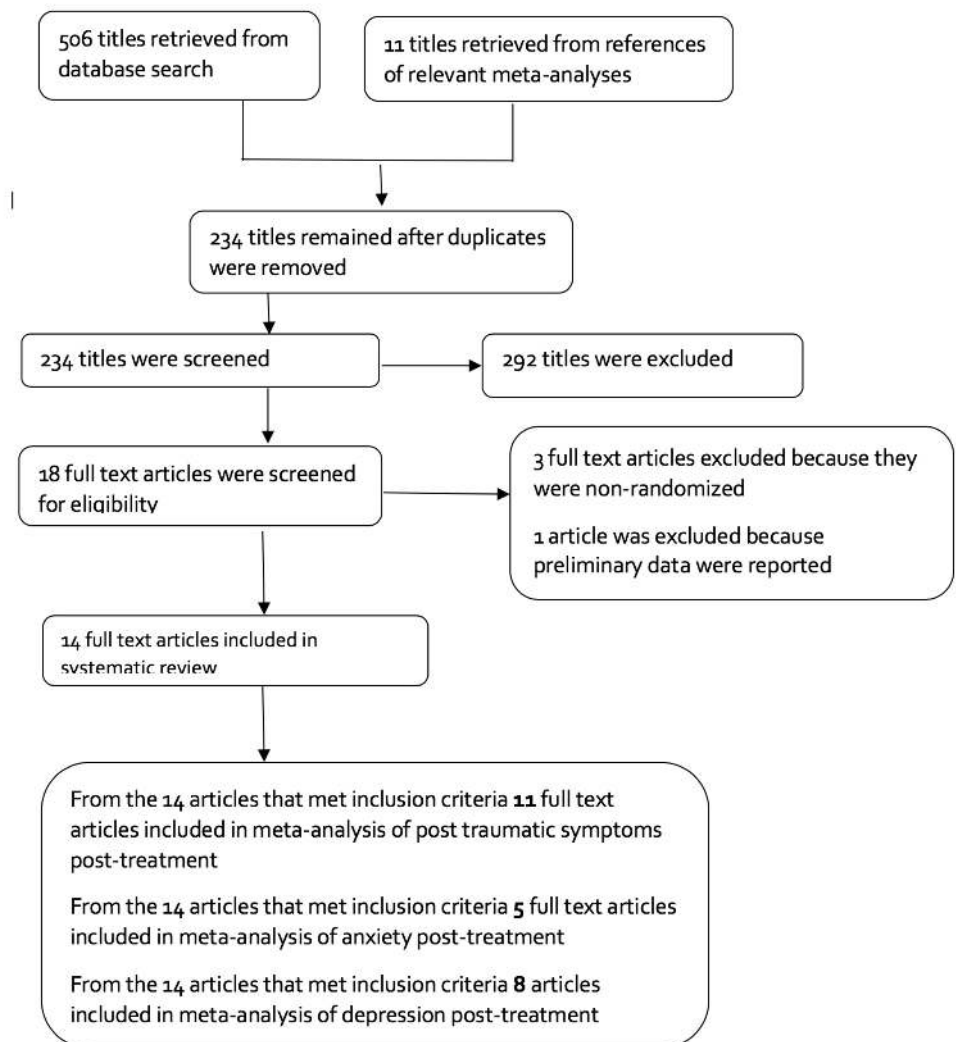 506 titles retrieved from
database search
11 titles retrieved from references
of relevant meta-analyses
234 titles remained after duplicates
were removed
234 titles were screened
292 titles were excluded
18 full text articles were screened
for eligibility
3 full text articles excluded because they
were non-randomized
1 article was excluded because
preliminary data were reported
14 full text articles included in
systematic review
From the 14 articles that met inclusion criteria 11 full text
articles included in meta-analysis of post traumatic symptoms
post-treatment
From the 14 articles that met inclusion criteria 5 full text articles
included in meta-analysis of anxiety post-treatment
From the 14 articles that met inclusion criteria 8 articles
included in meta-analysis of depression post-treatment